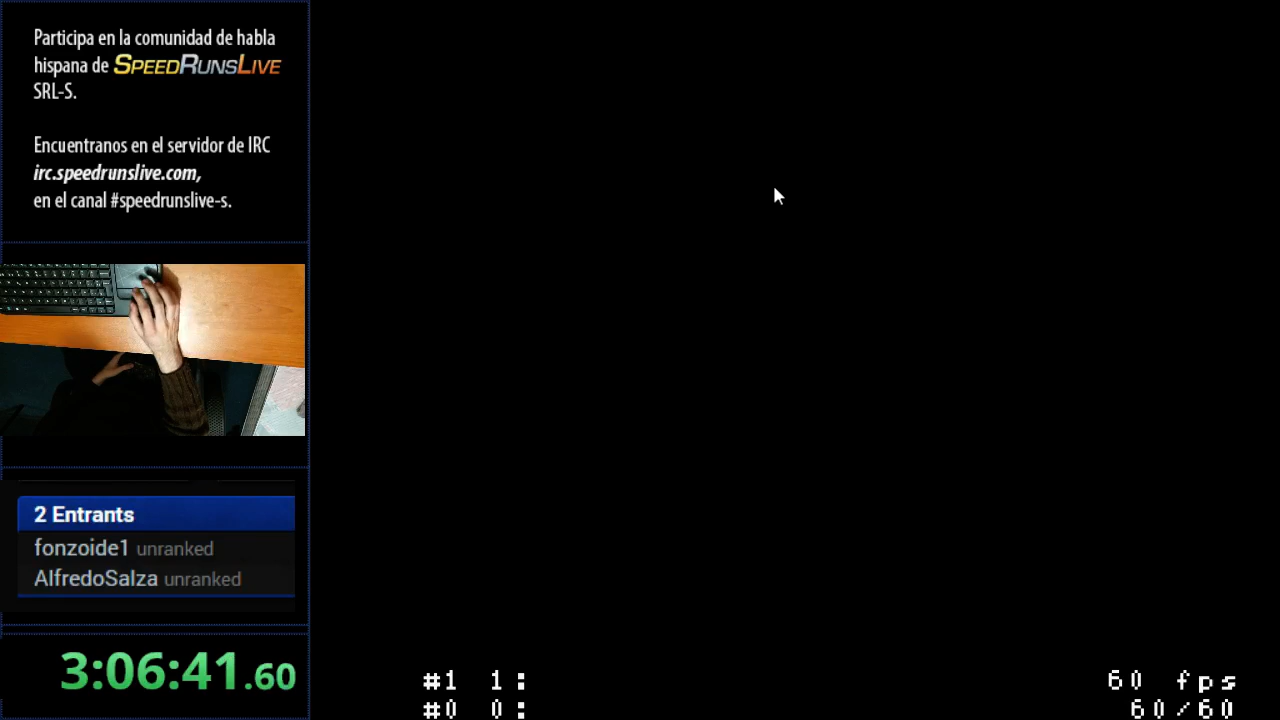 Participa en la comunidad de habla
hispana de SPEEDRUNSLIVE
SRL-S.
Encuentranos en el servidor de IRC
irc.speedrunslive.com,
en el canal #speedrunslive-s.
2 Entrants
fonzoide1 unranked
AlfredoSalza unranked
3:06:41.60
#1 1:
#0 0:
60 fps
60/60